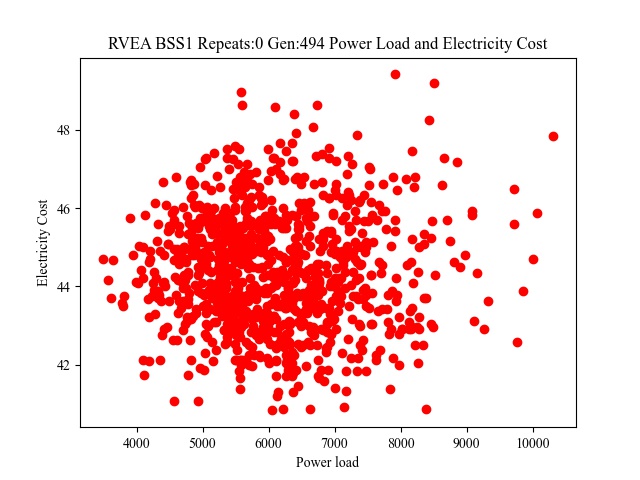 RVEA BSS1 Repeats:0 Gen:494 Power Load and Electricity Cost
48
46
44
42
Electricity Cost
4000 5000 6000 7000 8000 9000 10000
Power load